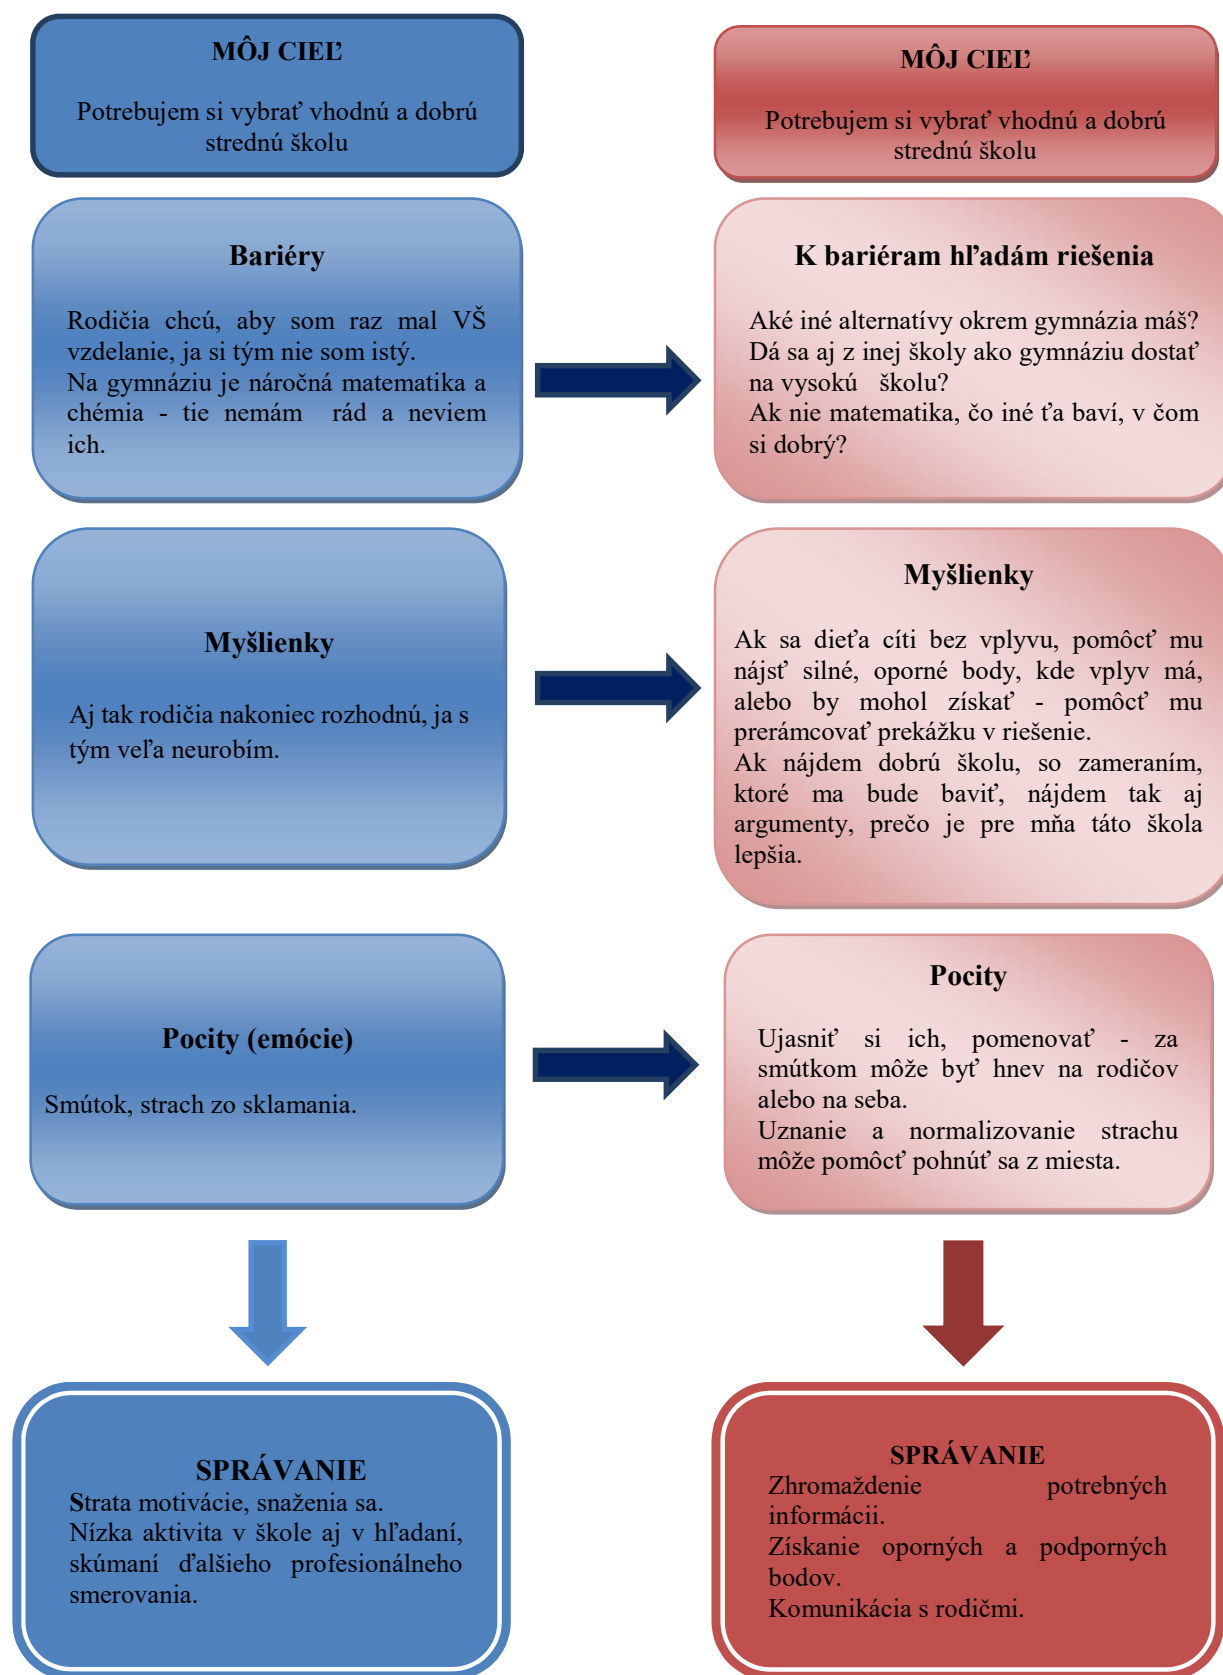 MÔJ CIEĽ
Potrebujem si vybrať vhodnú a dobrú
strednú školu
MÔJ CIEĽ
Potrebujem si vybrať vhodnú a dobrú
strednú školu
Bariéry
Rodičia chcú, aby som raz mal VŠ
vzdelanie, ja si tým nie som istý.
Na gymnáziu je náročná matematika a
chémia - tie nemám rád a neviem
ich.
K bariéram hľadám riešenia
Aké iné alternatívy okrem gymnázia máš?
Dá sa aj z inej školy ako gymnáziu dostať
na vysokú školu?
Ak nie matematika, čo iné ťa baví, v čom
si dobrý?
Myšlienky
Aj tak rodičia nakoniec rozhodnú, ja s
tým veľa neurobím.
Myšlienky
Ak sa dieťa cíti bez vplyvu, pomôcť mu
nájsť silné, oporné body, kde vplyv má,
alebo by mohol získať - pomôcť mu
prerámcovať prekážku v riešenie.
Ak nájdem dobrú školu, so zameraním,
ktoré ma bude baviť, nájdem tak aj
argumenty, prečo je pre mňa táto škola
lepšia.
Pocity (emócie)
Smútok, strach zo sklamania.
Pocity
Ujasniť si ich, pomenovať - za
smútkom môže byť hnev na rodičov
alebo na seba.
Uznanie a normalizovanie strachu
môže pomôcť pohnúť sa z miesta.
SPRÁVANIE
Strata motivácie, snaženia sa.
Nízka aktivita v škole aj v hľadaní,
skúmaní ďalšieho profesionálneho
smerovania.
SPRÁVANIE
Zhromaždenie potrebných
informácii.
Získanie oporných a podporných
bodov.
Komunikácia s rodičmi.